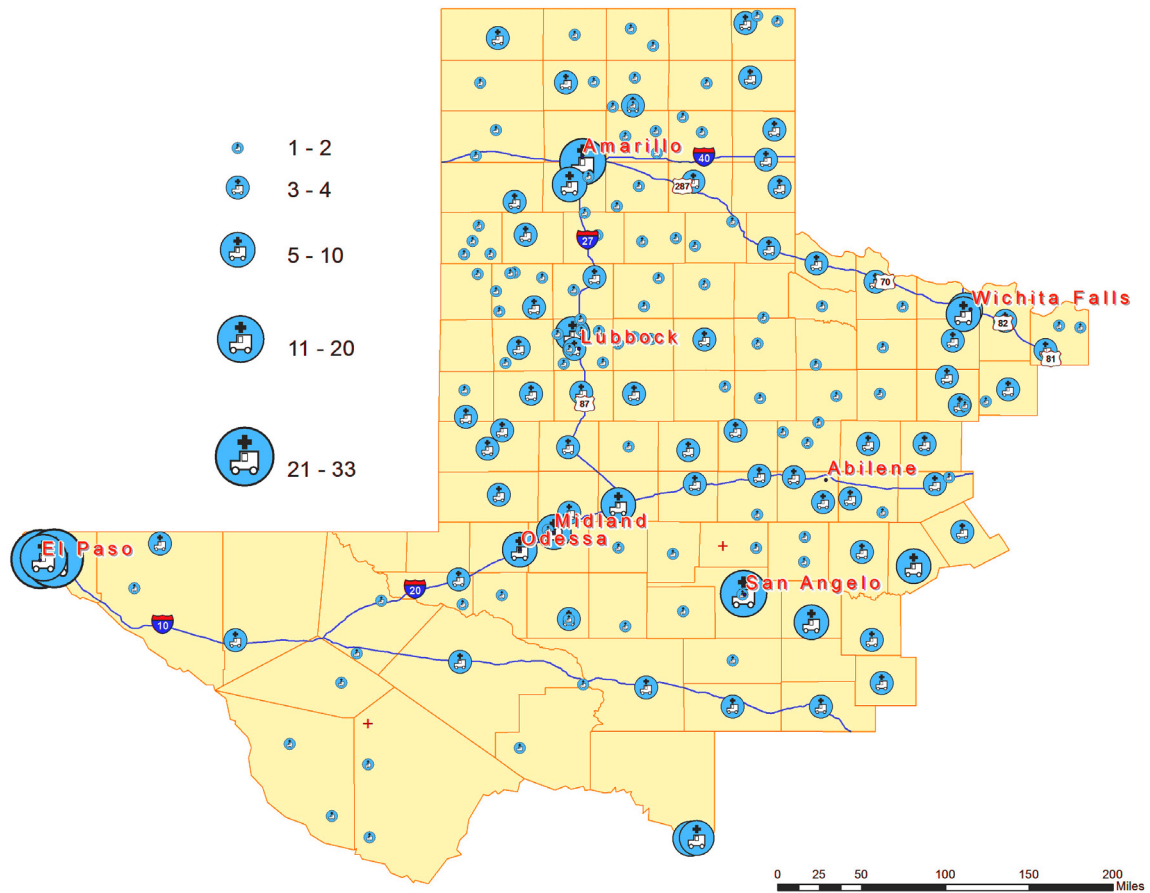 1 - 2
3 - 4
5 - 10
11 - 20
21 - 33
Amarillo
40
287
27
70
Wichita Falls
82
81
Lubbock
87
Abilene
Midland
Odessa
El Paso
San Angelo
20
10
0 25 50 100 150 200
Miles